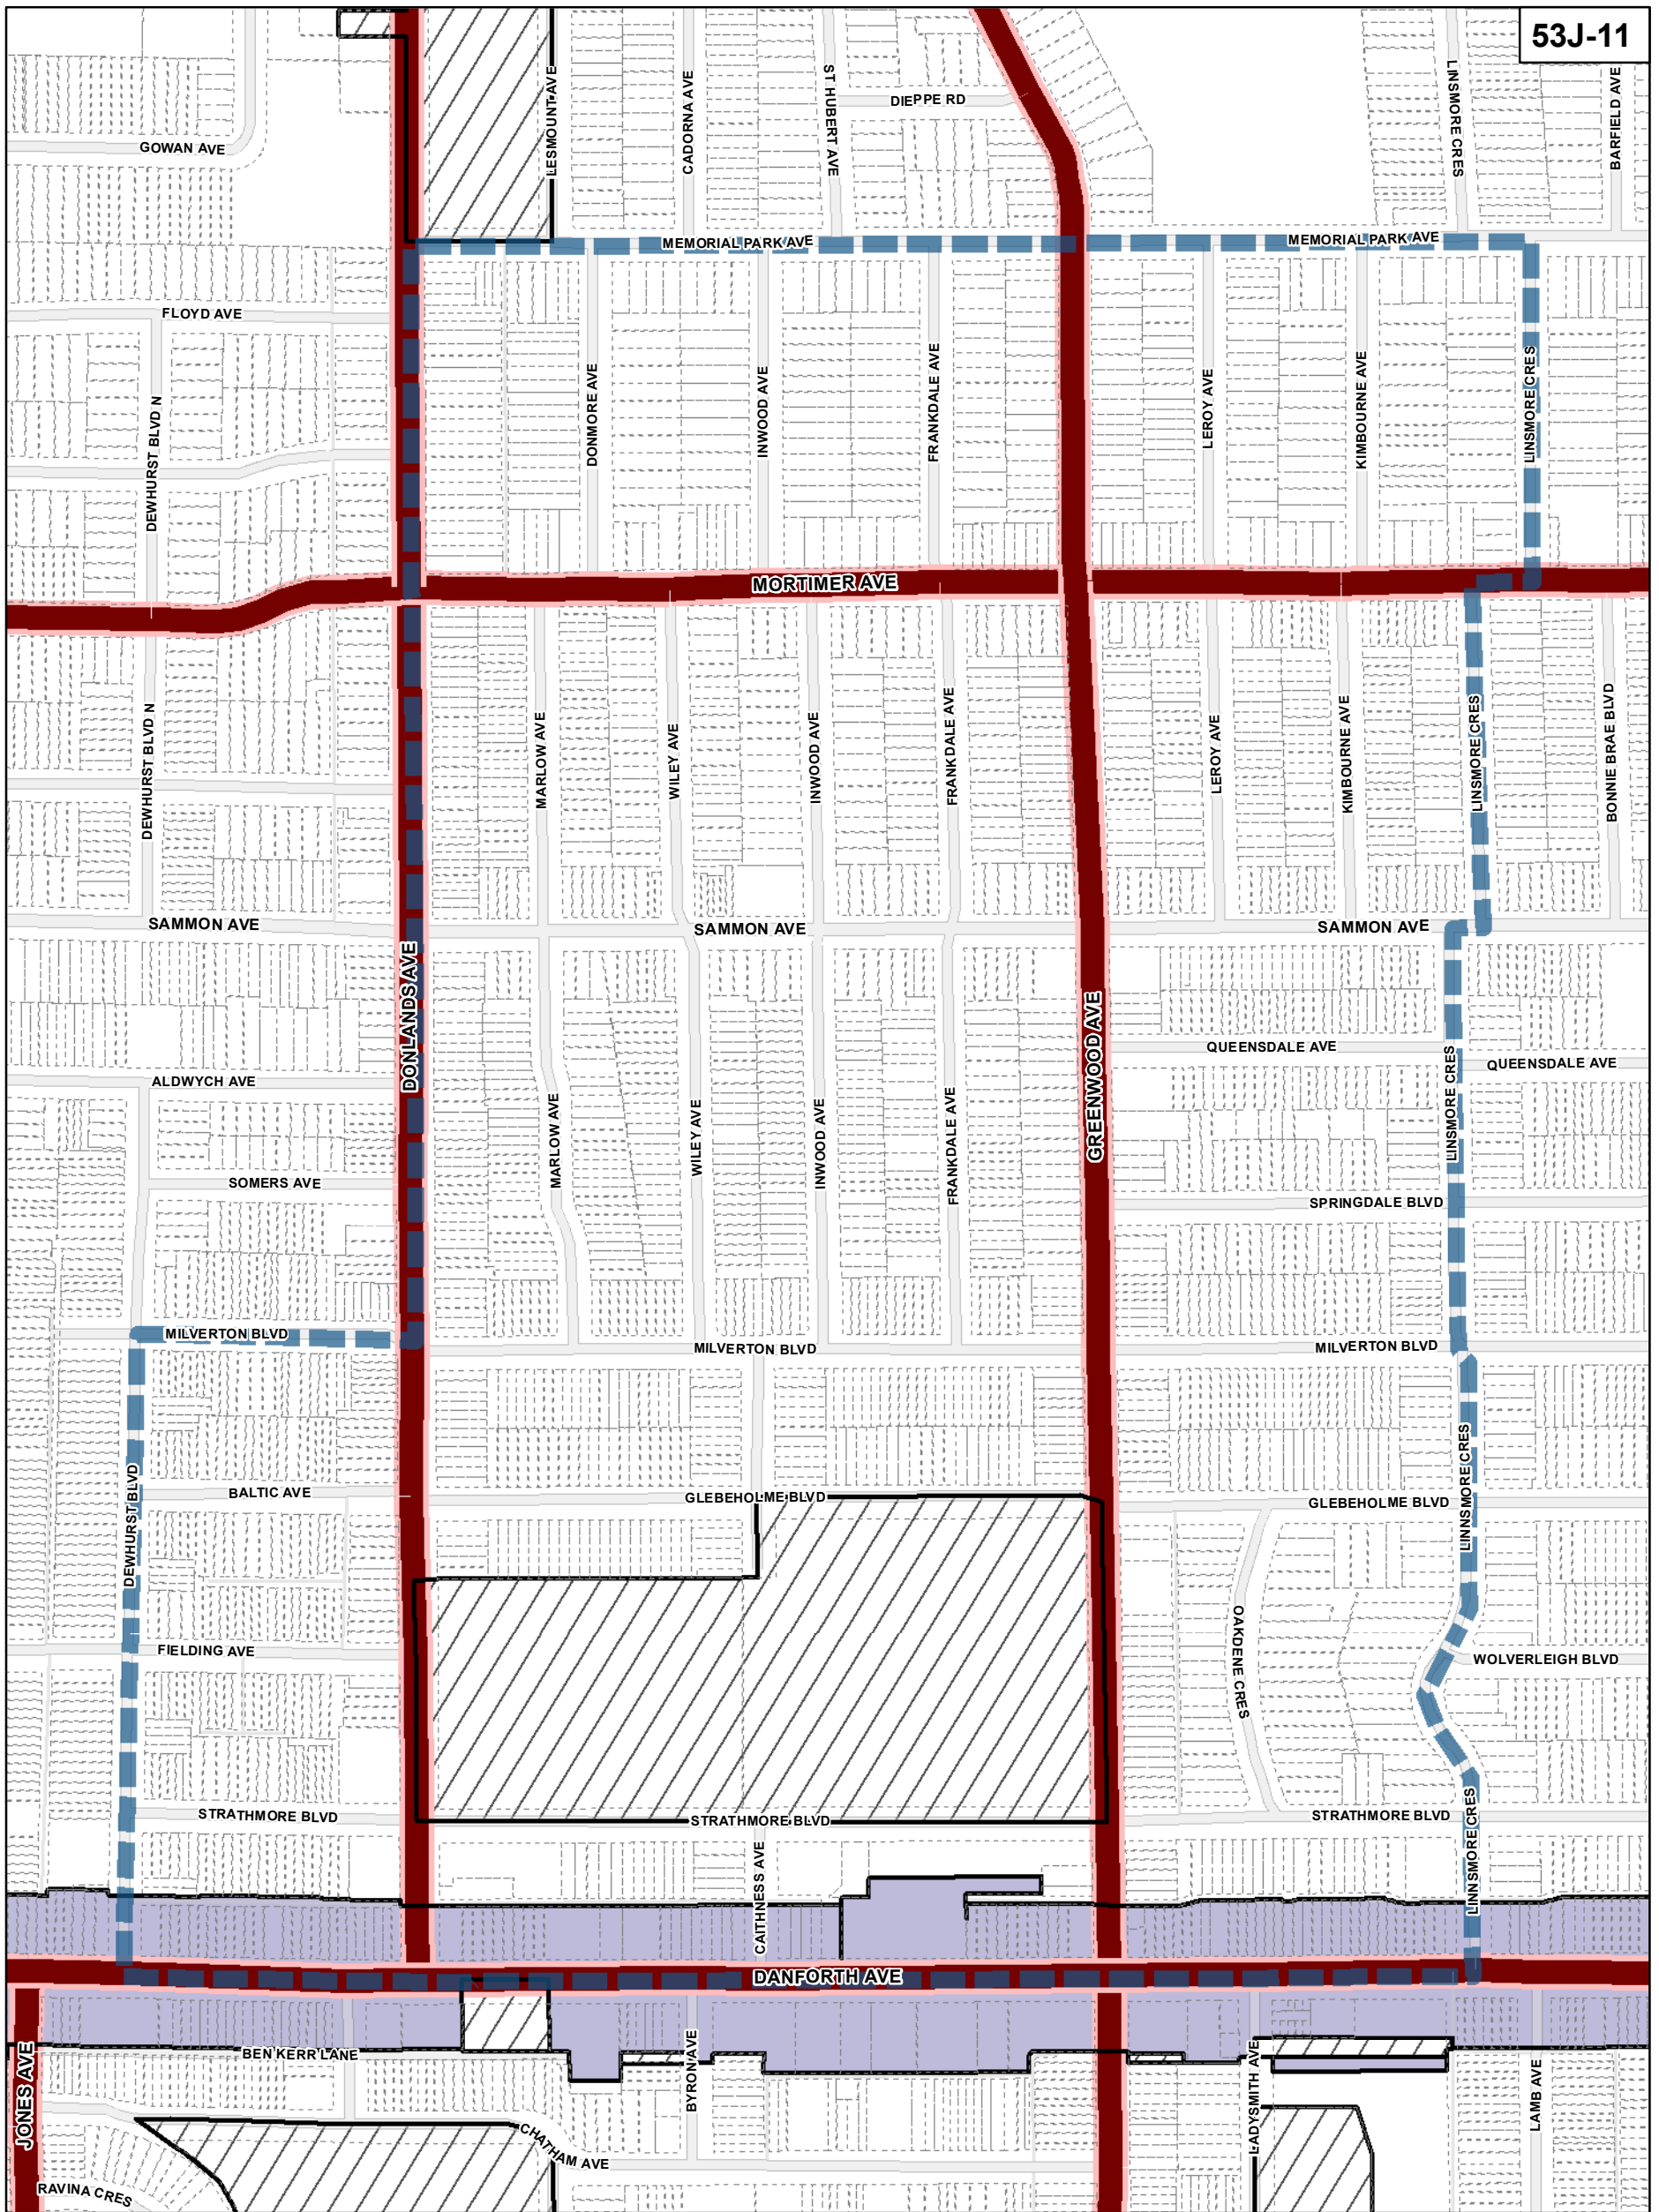 53J-11
LESMOUNT AVE
CADORNA AVE
ST HUBERT AVE
DIEPPE RD
LINSMORE CRES
BARFIELD AVE
GOWAN AVE
MEMORIAL PARK AVE
MEMORIAL PARK AVE
FLOYD AVE
DEWHURST BLVD N
DONMORE AVE
INWOOD AVE
FRANKDALE AVE
LEROY AVE
KIMBOURNE AVE
LINSMORE CRES
MORTIMER AVE
DEWHURST BLVD N
MARLOW AVE
WILEY AVE
INWOOD AVE
FRANKDALE AVE
LEROY AVE
KIMBOURNE AVE
LINSMORE CRES
BONNIE BRAE BLVD
SAMMON AVE
SAMMON AVE
SAMMON AVE
DONLANDS AVE
GREENWOOD AVE
QUEENSDALE AVE
QUEENSDALE AVE
LINSMORE CRES
ALDWYCH AVE
MARLOW AVE
WILEY AVE
INWOOD AVE
FRANKDALE AVE
SOMERS AVE
SPRINGDALE BLVD
MILVERTON BLVD
MILVERTON BLVD
MILVERTON BLVD
DEWHURST BLVD
BALTIC AVE
GLEBEHOLME BLVD
GLEBEHOLME BLVD
LINNSMORE CRES
OAKDENE CRES
FIELDING AVE
WOLVERLEIGH BLVD
STRATHMORE BLVD
STRATHMORE BLVD
STRATHMORE BLVD
CAITHNESS AVE
LINNSMORE CRES
DANFORTH AVE
JONES AVE
BEN KERR LANE
BYRON AVE
LADYSMITH AVE
LAMB AVE
CHATHAM AVE
RAVINA CRES